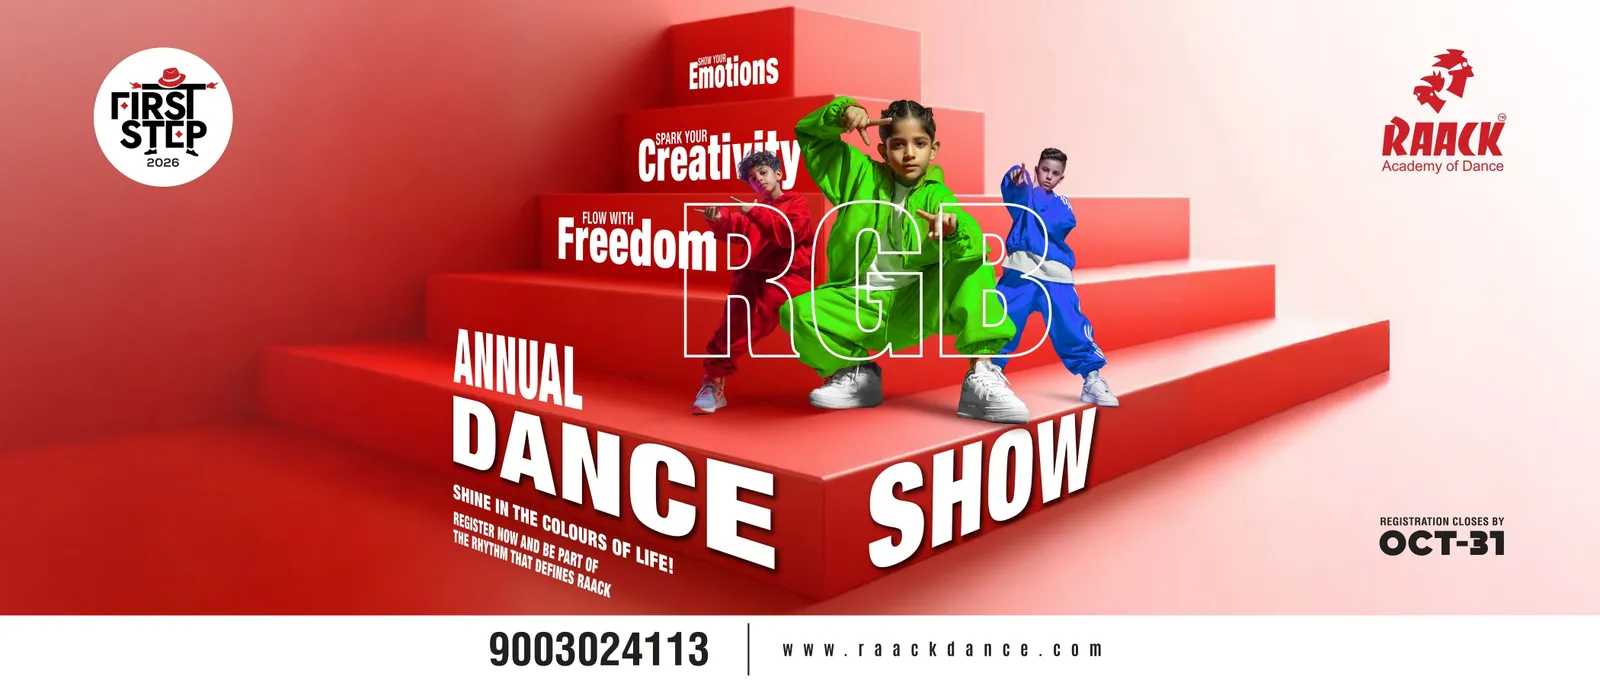 FIRST
STEP
2026
SHOW YOUR
Emotions
SPARK YOUR
Creativity
FLOW WITH
Freedom
RGB
RAACK
TM
Academy of Dance
ANNUAL
DANCE
SHOW
SHINE IN THE COLOURS OF LIFE!
REGISTER NOW AND BE PART OF
THE RHYTHM THAT DEFINES RAACK
REGISTRATION CLOSES BY
OCT-31
9003024113
www.raackdance.com